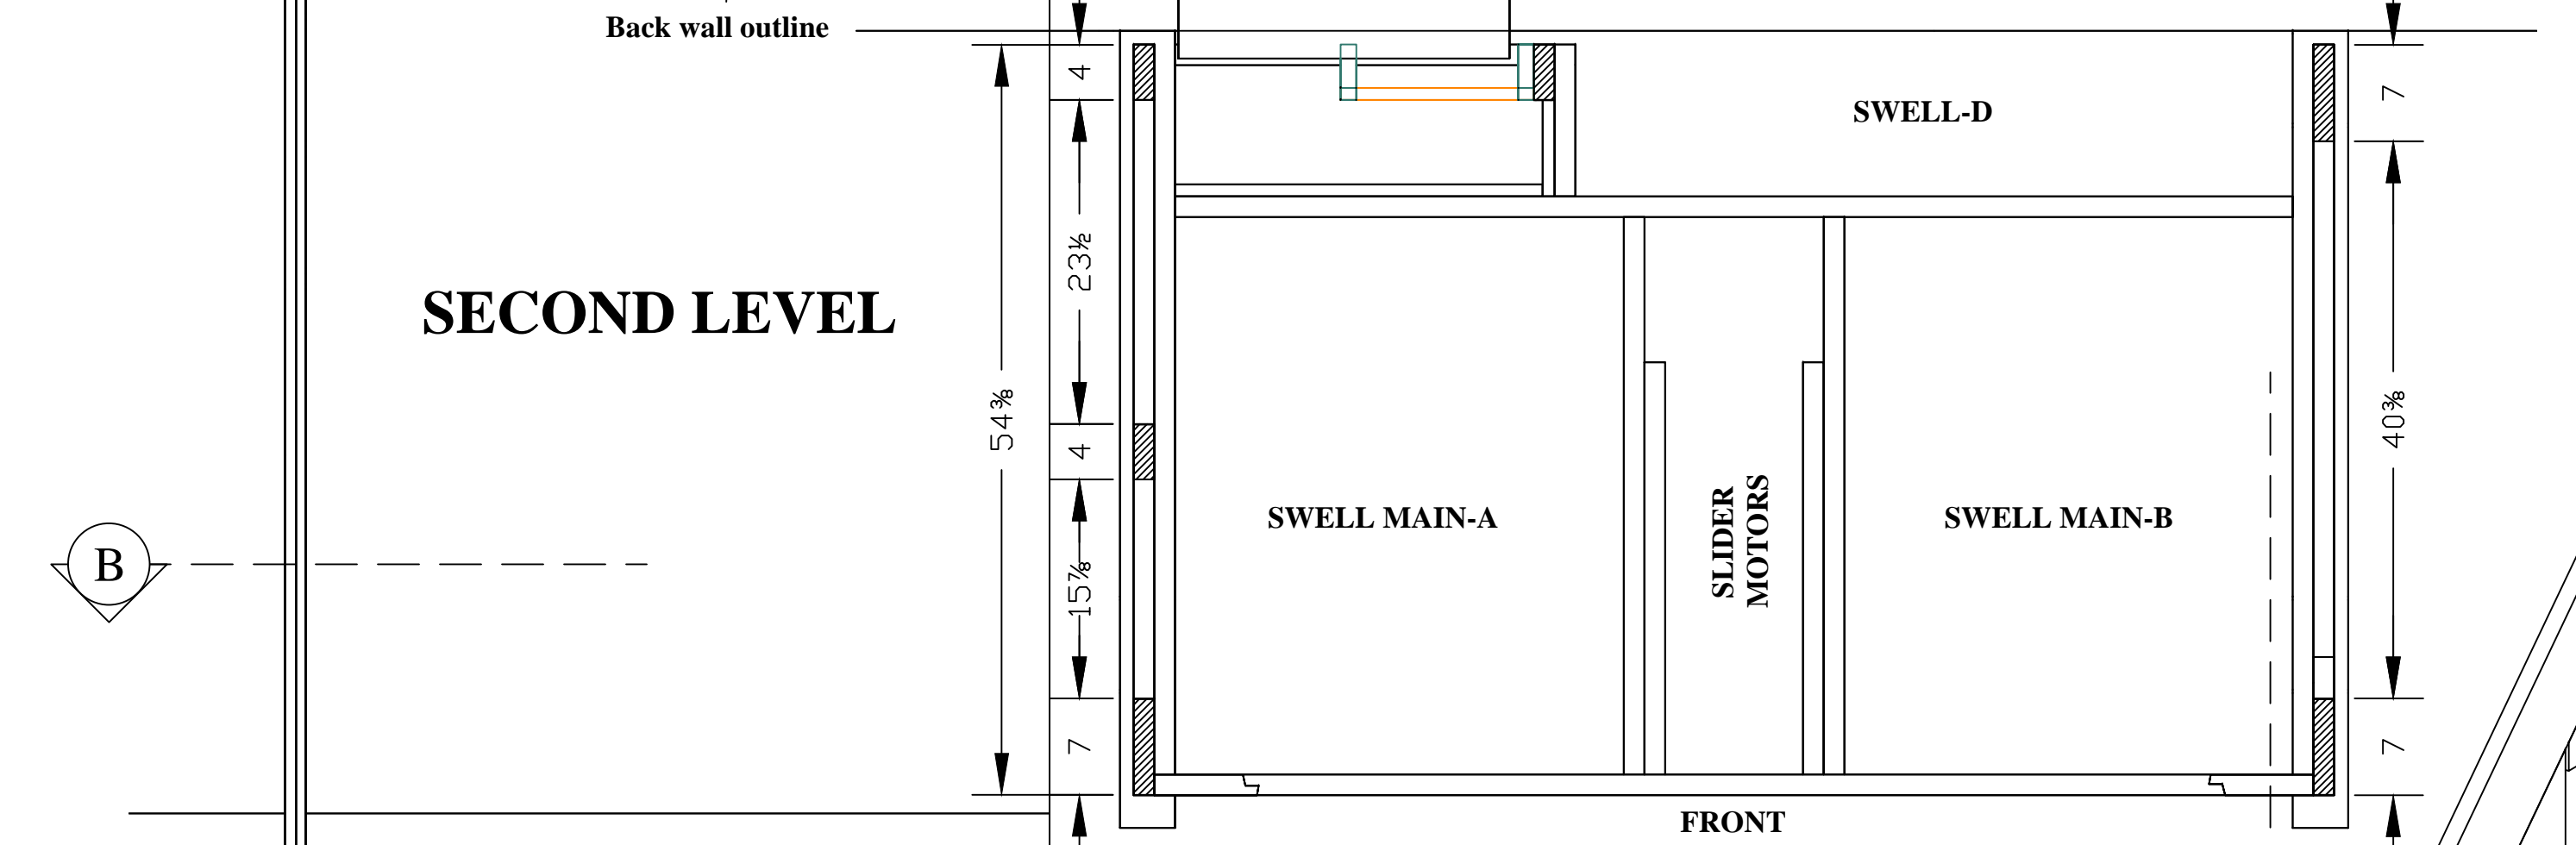 Back wall outline
4
7
SWELL-D
23½
SECOND LEVEL
54⅜
40⅜
4
SWELL MAIN-A
SLIDER
MOTORS
SWELL MAIN-B
B
15⅞
7
7
FRONT